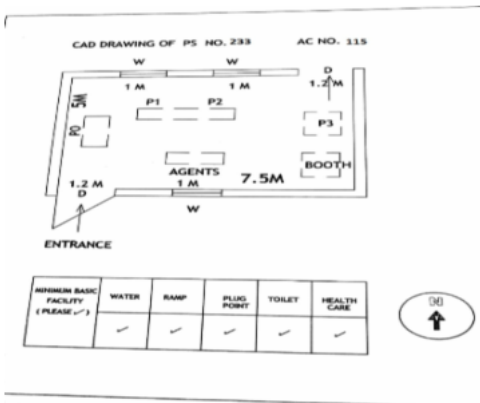 CAD DRAWING OF PS NO. 233 AC NO. 115
W W D
1 M 1 M 1.2 M
5M
P1 P2
PO
P3
AGENTS BOOTH
1.2 M 1 M 7.5M
D
W
ENTRANCE
MINIMUM BASIC FACILITY (PLEASE ✓) WATER RAMP PLUG POINT TOILET HEALTH CARE
✓ ✓ ✓ ✓ ✓
N